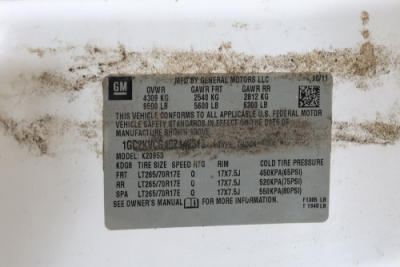 GM
MFD BY GENERAL MOTORS LLC
10/11
GVWR GAWR FRT GAWR RR
4309 KG 2540 KG 2812 KG
9500 LB 5600 LB 6200 LB
THIS VEHICLE CONFORMS TO ALL APPLICABLE U.S. FEDERAL MOTOR
VEHICLE SAFETY STANDARDS IN EFFECT ON THE DATE OF
MANUFACTURE SHOWN ABOVE.
TYPE:
MODEL: K20953
TIRE SIZE SPEED RTG RIM COLD TIRE PRESSURE
FRT LT265/70R17E Q 17X7.5J 450KPA(65PSI)
RR LT265/70R17E Q 17X7.5J 520KPA(75PSI)
SPA LT265/70R17E Q 17X7.5J 550KPA(80PSI)
SEE OWNER'S MANUAL FOR MORE INFORMATION.